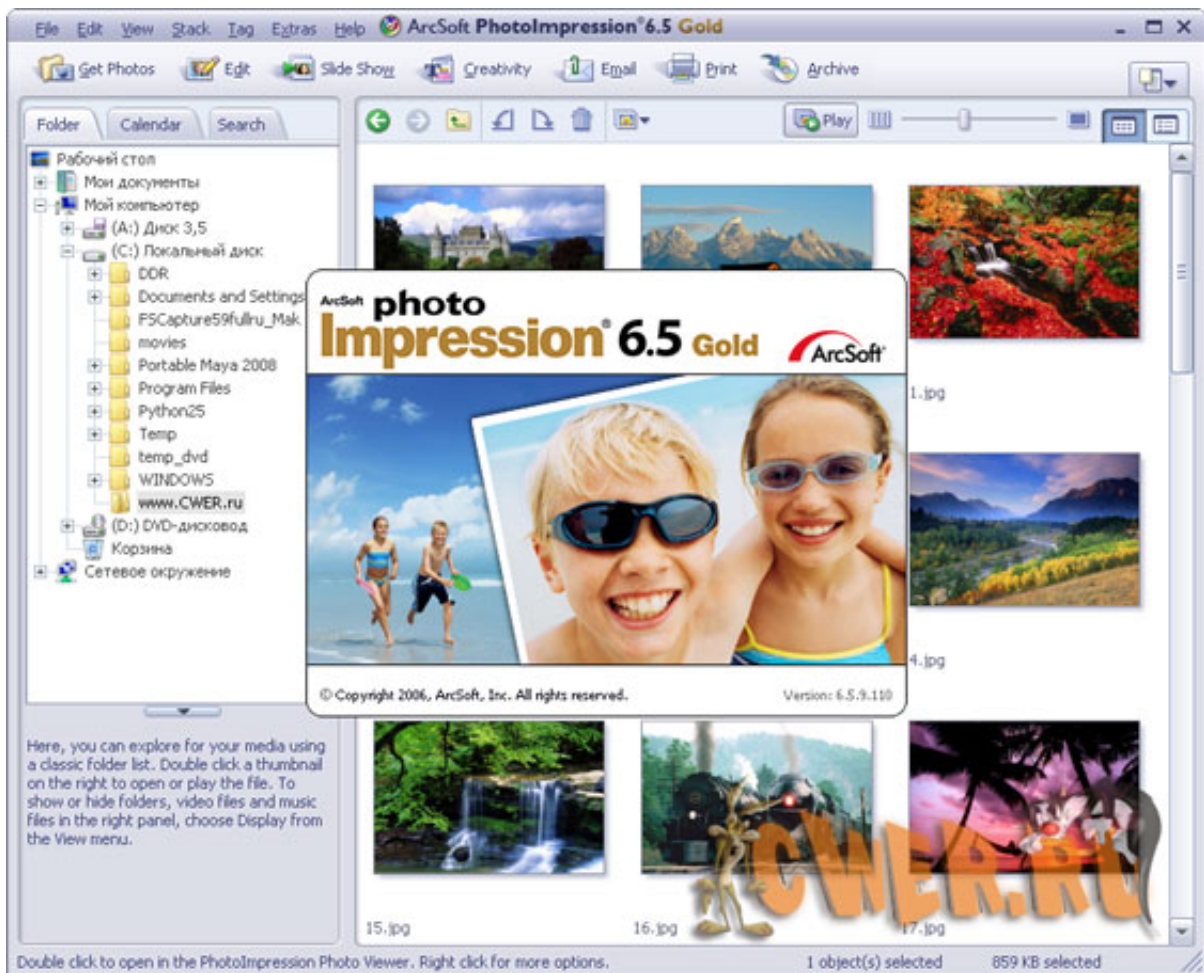 File Edit View Stack Tag Extras Help ArcSoft PhotoImpression®6.5 Gold
Get Photos Edit Slide Show Creativity Email Print Archive
Folder Calendar Search
Play
Рабочий стол
Мои документы
Мой компьютер
(A:) Диск 3,5
(C:) Локальный диск
DDR
Documents and Settings
FSCapture59fullru_Mak
movies
Portable Maya 2008
Program Files
Python25
Temp
temp_dvd
WINDOWS
www.CWER.ru
(D:) DVD-дисковод
Корзина
Сетевое окружение
Here, you can explore for your media using
a classic folder list. Double click a thumbnail
on the right to open or play the file. To
show or hide folders, video files and music
files in the right panel, choose Display from
the View menu.
ArcSoft photo
Impression® 6.5 Gold
ArcSoft®
© Copyright 2006, ArcSoft, Inc. All rights reserved. Version: 6.5.9.110
1.jpg
4.jpg
15.jpg 16.jpg 17.jpg
CWER.RU
Double click to open in the PhotoImpression Photo Viewer. Right click for more options. 1 object(s) selected 859 KB selected